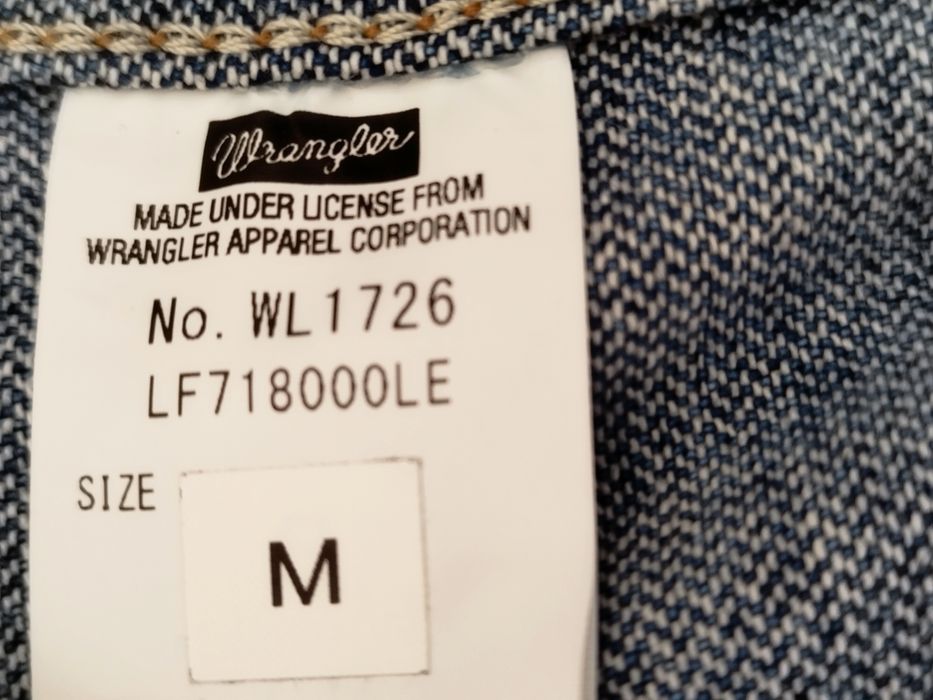 Wrangler
MADE UNDER LICENSE FROM
WRANGLER APPAREL CORPORATION
No. WL1726
LF718000LE
SIZE
M